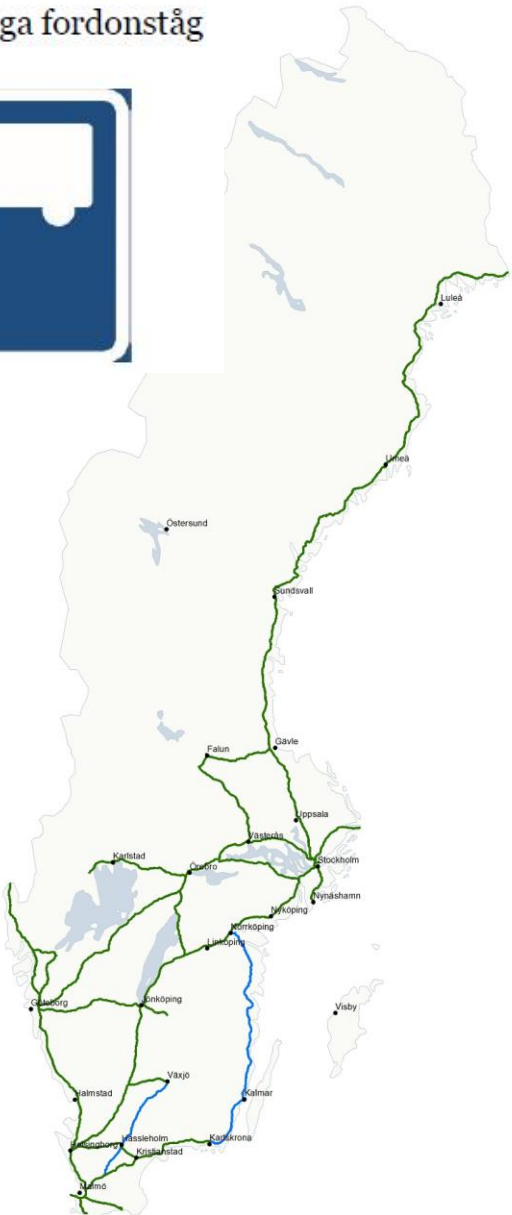 ga fordonståg
Luleå
Umeå
Östersund
Sundsvall
Gävle
Falun
Uppsala
Västerås
Karlstad
Örebro
Stockholm
Nynäshamn
Nyköping
Norrköping
Linköping
Göteborg
Jönköping
Visby
Växjö
Halmstad
Kalmar
Helsingborg
Hässleholm
Karlskrona
Kristianstad
Malmö